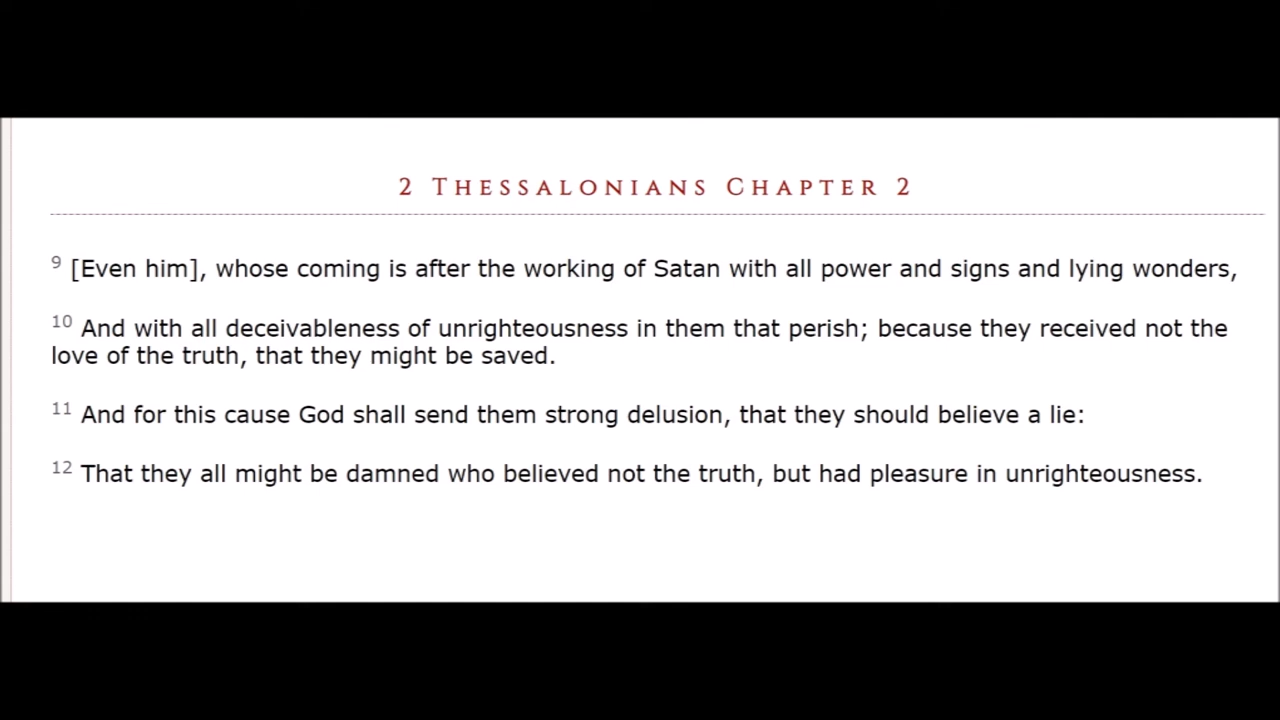 2 Thessalonians Chapter 2
9 [Even him], whose coming is after the working of Satan with all power and signs and lying wonders,
10 And with all deceivableness of unrighteousness in them that perish; because they received not the
love of the truth, that they might be saved.
11 And for this cause God shall send them strong delusion, that they should believe a lie:
12 That they all might be damned who believed not the truth, but had pleasure in unrighteousness.